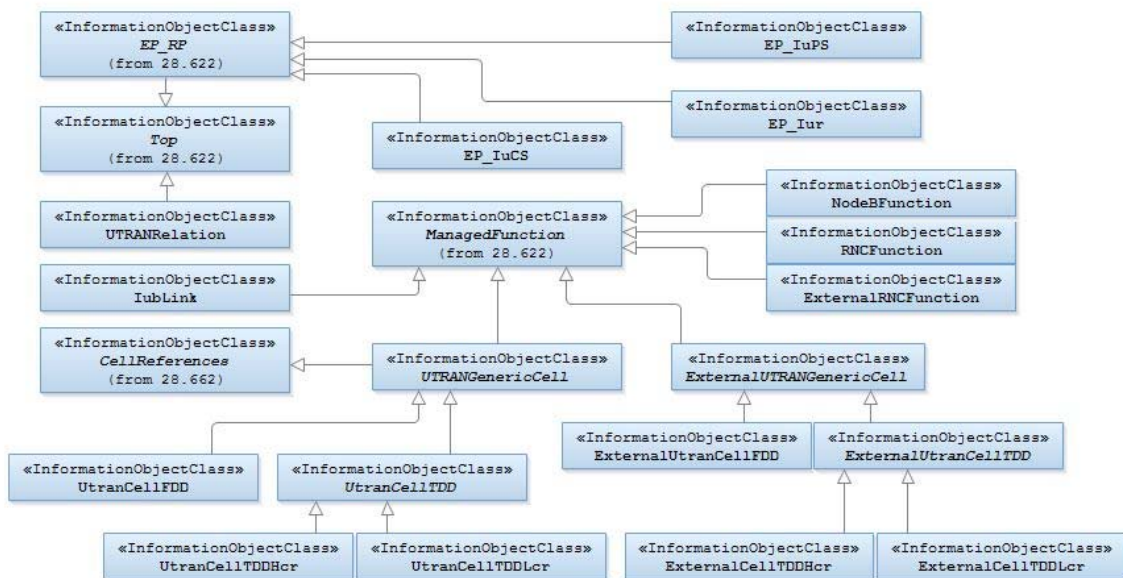 «InformationObjectClass»
EP_RP
(from 28.622)
«InformationObjectClass»
EP_IuPS
«InformationObjectClass»
Top
(from 28.622)
«InformationObjectClass»
EP_IuCS
«InformationObjectClass»
EP_Iur
«InformationObjectClass»
UTRANRelation
«InformationObjectClass»
ManagedFunction
(from 28.622)
«InformationObjectClass»
NodeBFunction
«InformationObjectClass»
RNCFunction
«InformationObjectClass»
ExternalRNCFunction
«InformationObjectClass»
IubLink
«InformationObjectClass»
CellReferences
(from 28.662)
«InformationObjectClass»
UTRANGenericCell
«InformationObjectClass»
ExternalUTRANGenericCell
«InformationObjectClass»
UtranCellFDD
«InformationObjectClass»
UtranCellTDD
«InformationObjectClass»
ExternalUtranCellFDD
«InformationObjectClass»
ExternalUtranCellTDD
«InformationObjectClass»
UtranCellTDDHcr
«InformationObjectClass»
UtranCellTDDLcr
«InformationObjectClass»
ExternalCellTDDHcr
«InformationObjectClass»
ExternalCellTDDLcr